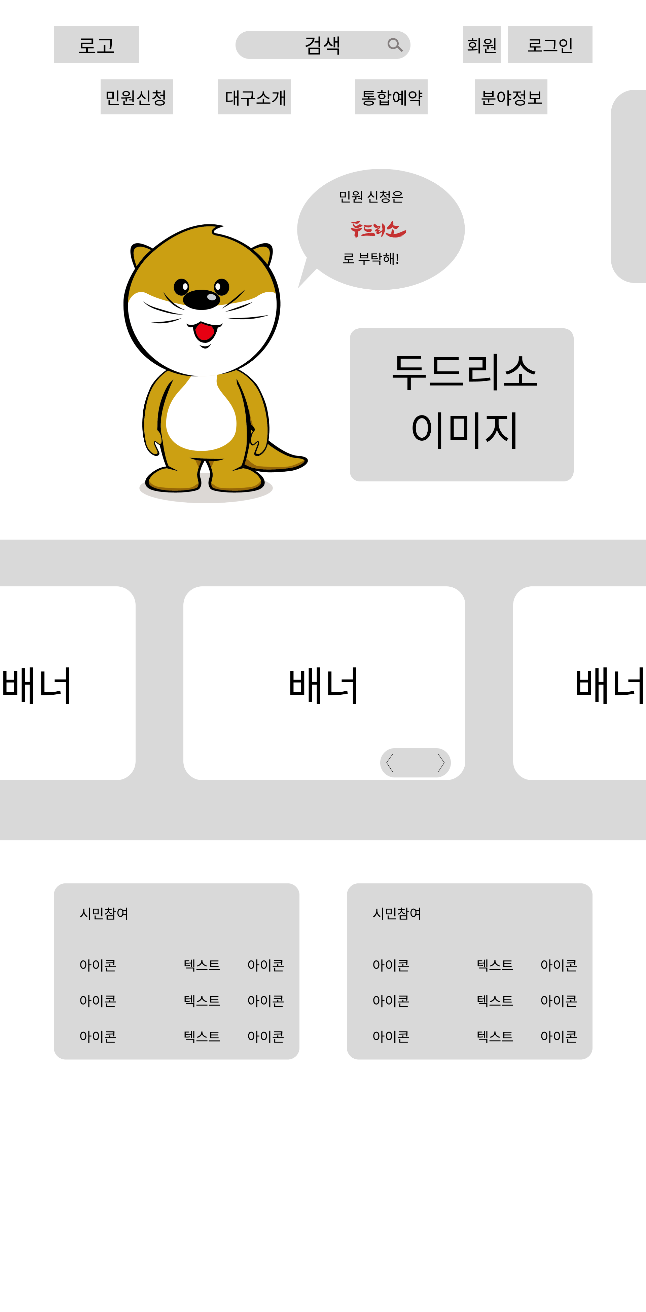 로고
검색
회원
로그인
민원신청
대구소개
통합예약
분야정보
민원 신청은
두드리소
로 부탁해!
두드리소
이미지
배너
배너
배너
시민참여
아이콘 텍스트 아이콘
아이콘 텍스트 아이콘
아이콘 텍스트 아이콘
시민참여
아이콘 텍스트 아이콘
아이콘 텍스트 아이콘
아이콘 텍스트 아이콘